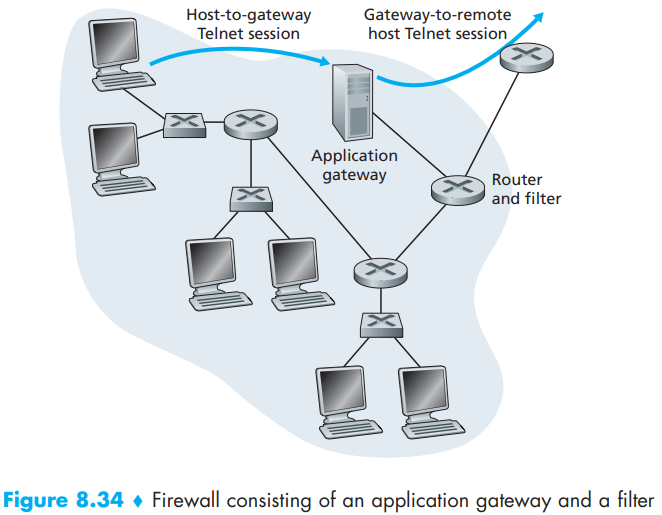 Host-to-gateway
Telnet session
Gateway-to-remote
host Telnet session
Application
gateway
Router
and filter
Figure 8.34 ♦ Firewall consisting of an application gateway and a filter